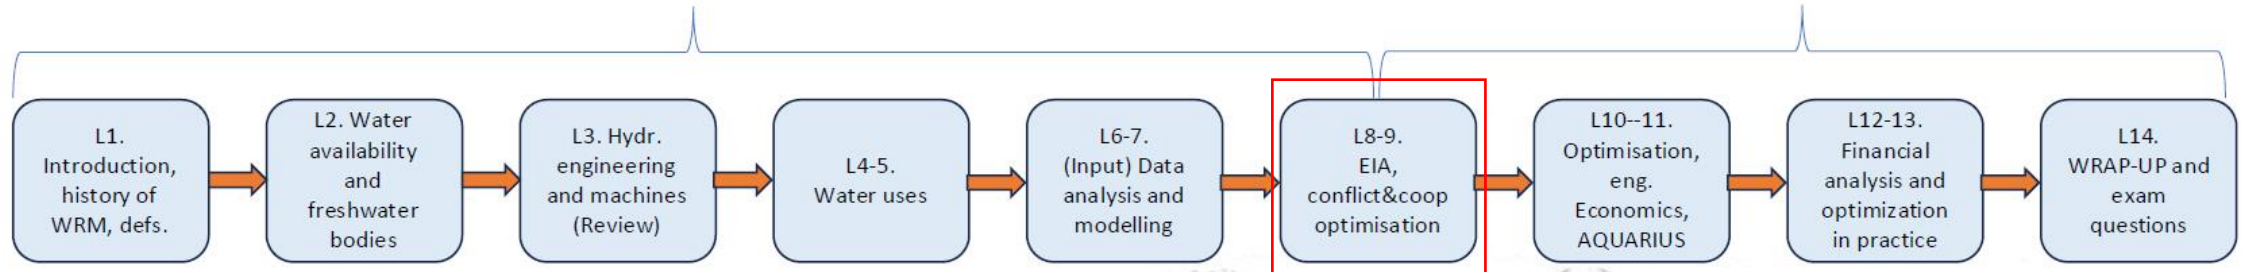 L1.
Introduction,
history of
WRM, defs.
L2. Water
availability
and
freshwater
bodies
L3. Hydr.
engineering
and machines
(Review)
L4-5.
Water uses
L6-7.
(Input) Data
analysis and
modelling
L8-9.
EIA,
conflict&coop
optimisation
L10--11.
Optimisation,
eng.
Economics,
AQUARIUS
L12-13.
Financial
analysis and
optimization
in practice
L14.
WRAP-UP and
exam
questions